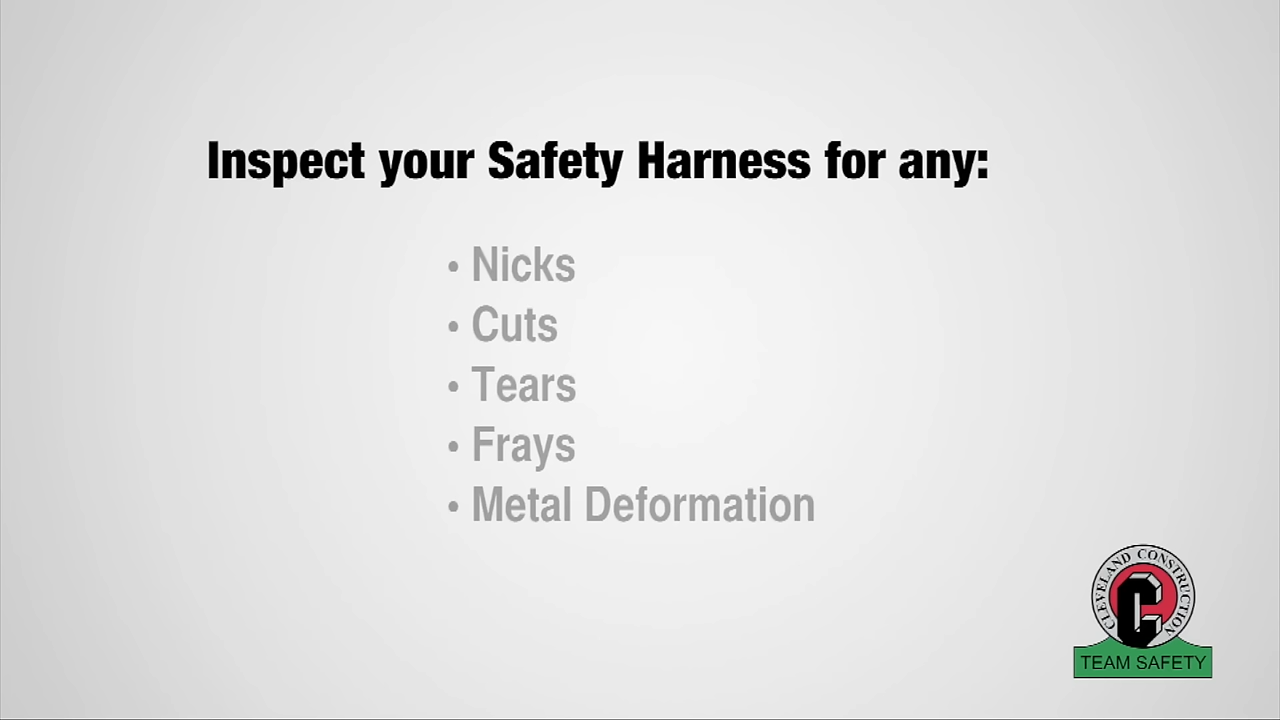 Inspect your Safety Harness for any:
• Nicks
• Cuts
• Tears
• Frays
• Metal Deformation
CLEVELAND CONSTRUCTION
C
TEAM SAFETY